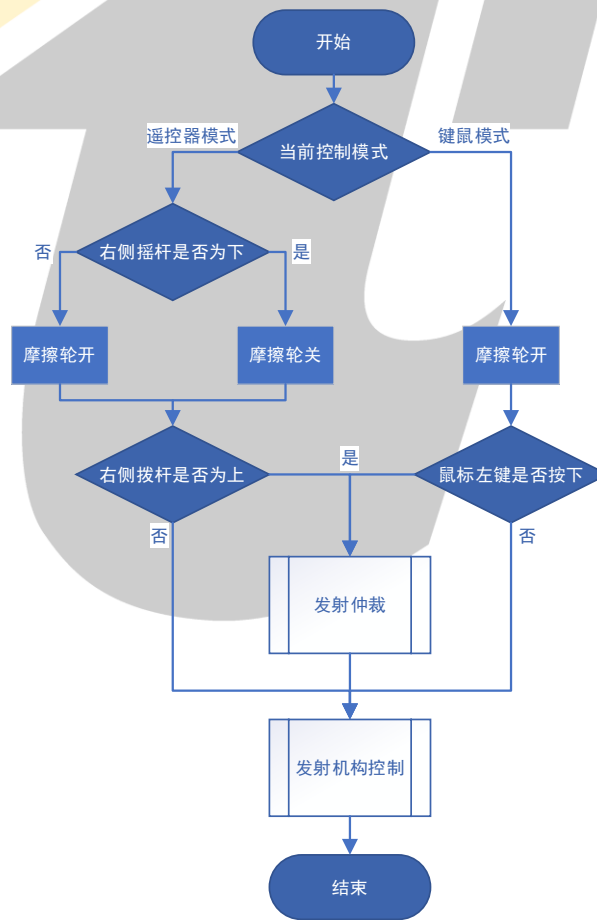 开始
遥控器模式
当前控制模式
键鼠模式
否
右侧摇杆是否为下
是
摩擦轮开
摩擦轮关
摩擦轮开
右侧拨杆是否为上
是
鼠标左键是否按下
否
否
发射仲裁
发射机构控制
结束